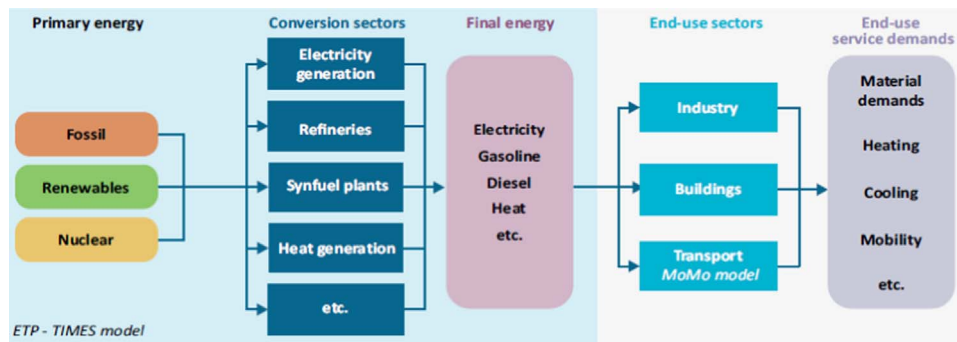 Primary energy
Conversion sectors
Final energy
End-use sectors
End-use
service demands
Fossil
Renewables
Nuclear
Electricity
generation
Refineries
Synfuel plants
Heat generation
etc.
Electricity
Gasoline
Diesel
Heat
etc.
Industry
Buildings
Transport
MoMo model
Material
demands
Heating
Cooling
Mobility
etc.
ETP - TIMES model